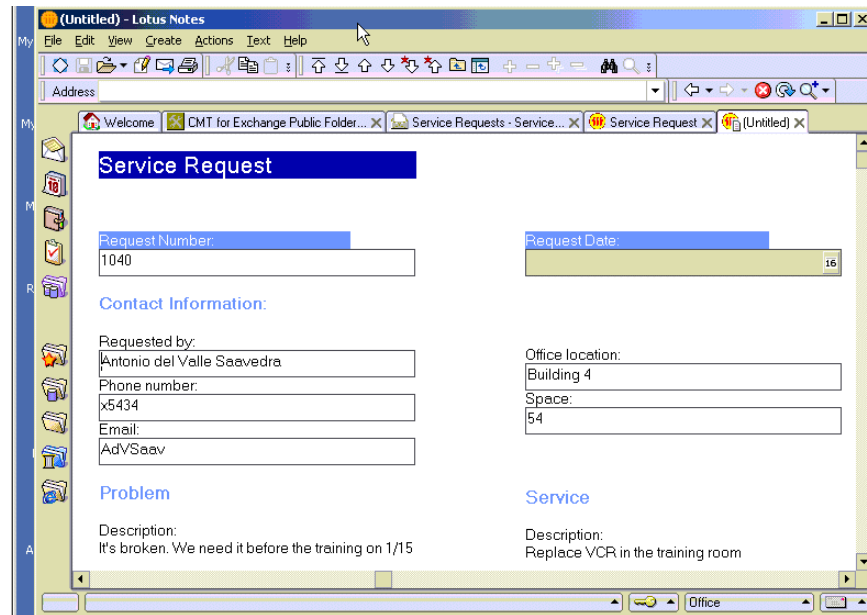 (Untitled) - Lotus Notes
My
File Edit View Create Actions Text Help
Address
My
Welcome
CMT for Exchange Public Folder...
Service Requests - Service...
Service Request
(Untitled)
Service Request
18
M
Request Number:
Request Date:
1040
16
R
Contact Information:
Requested by:
Antonio del Valle Saavedra
Office location:
Building 4
Phone number:
x5434
Space:
54
Email:
AdVSaav
Problem
Service
Description:
It's broken. We need it before the training on 1/15
Description:
Replace VCR in the training room
A
Office